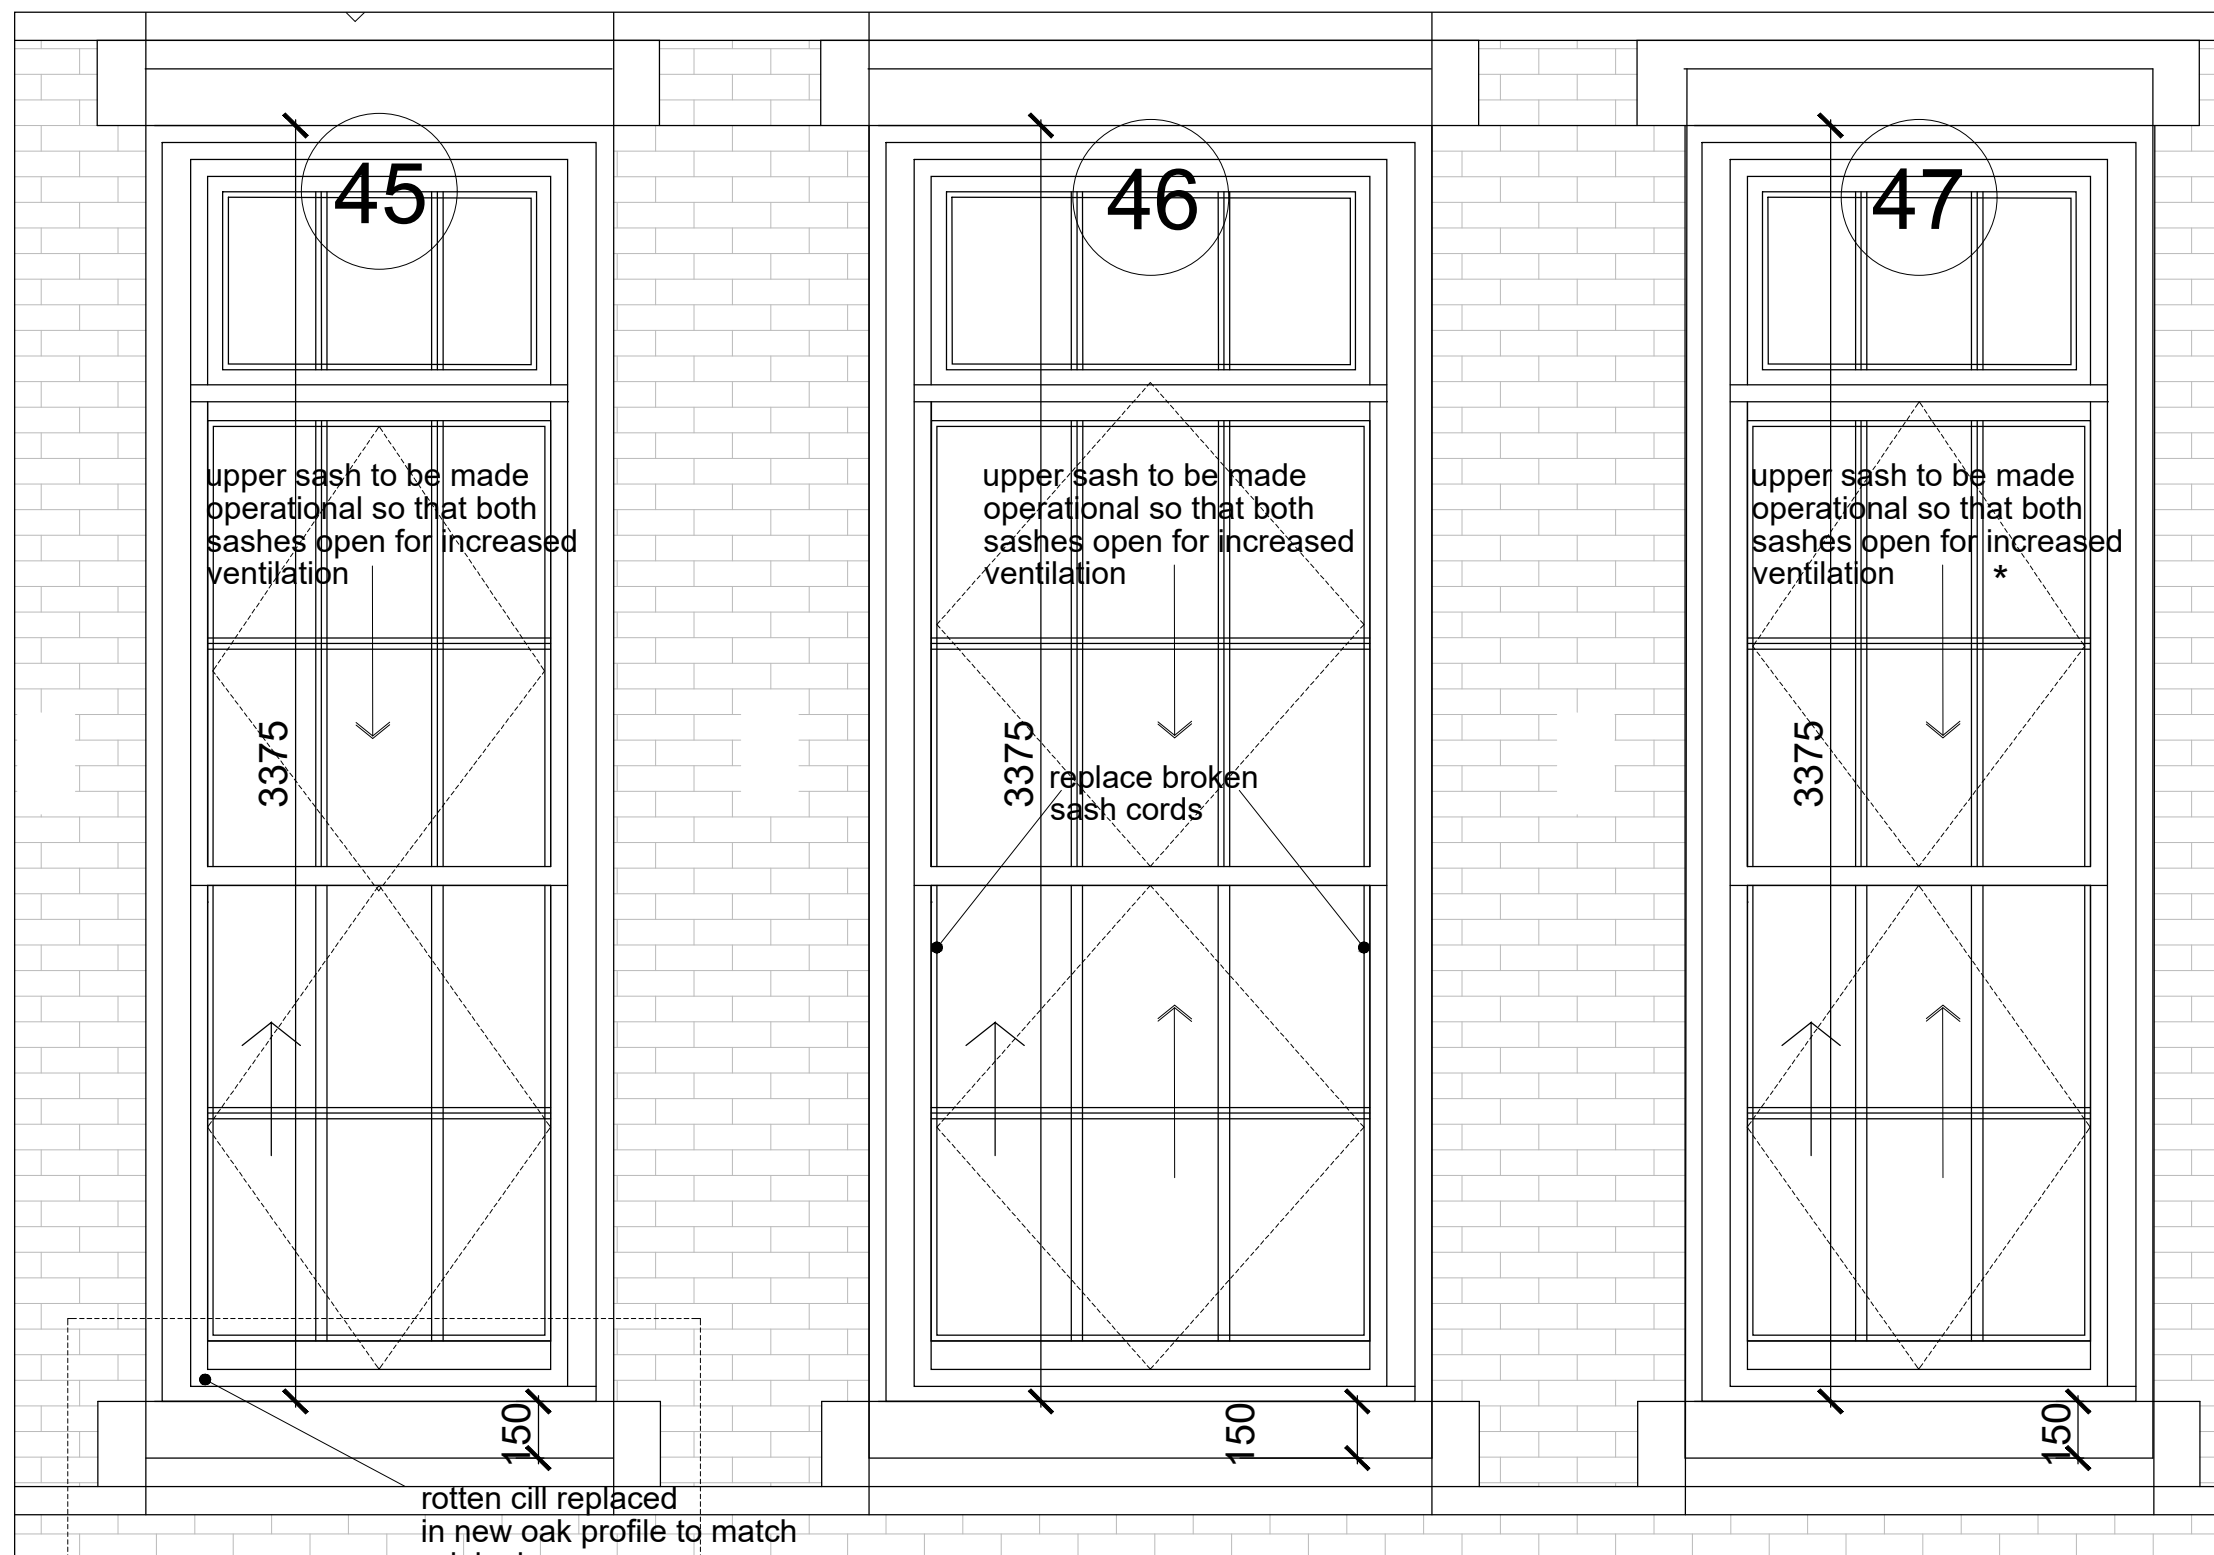 45
46
47
upper sash to be made
operational so that both
sashes open for increased
ventilation
upper sash to be made
operational so that both
sashes open for increased
ventilation
upper sash to be made
operational so that both
sashes open for increased
ventilation *
3375
3375
3375
replace broken
sash cords
150
150
150
rotten cill replaced
in new oak profile to match